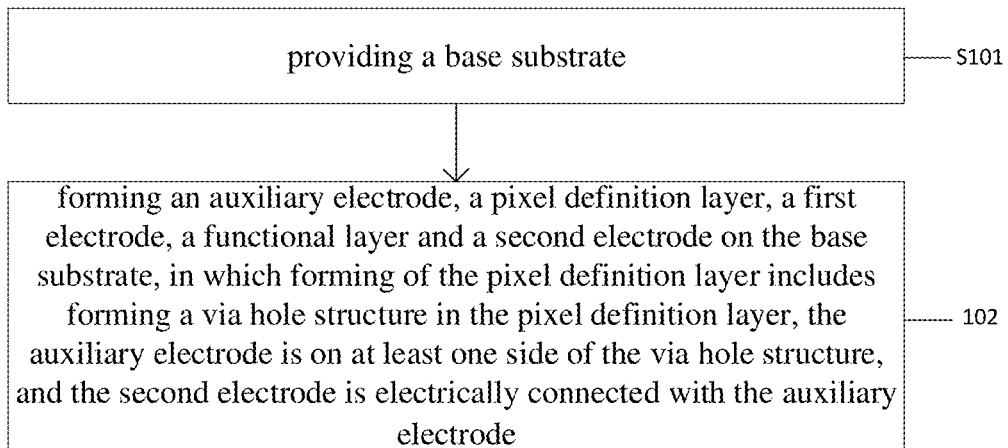 providing a base substrate
S101
forming an auxiliary electrode, a pixel definition layer, a first
electrode, a functional layer and a second electrode on the base
substrate, in which forming of the pixel definition layer includes
forming a via hole structure in the pixel definition layer, the
auxiliary electrode is on at least one side of the via hole structure,
and the second electrode is electrically connected with the auxiliary
electrode
102